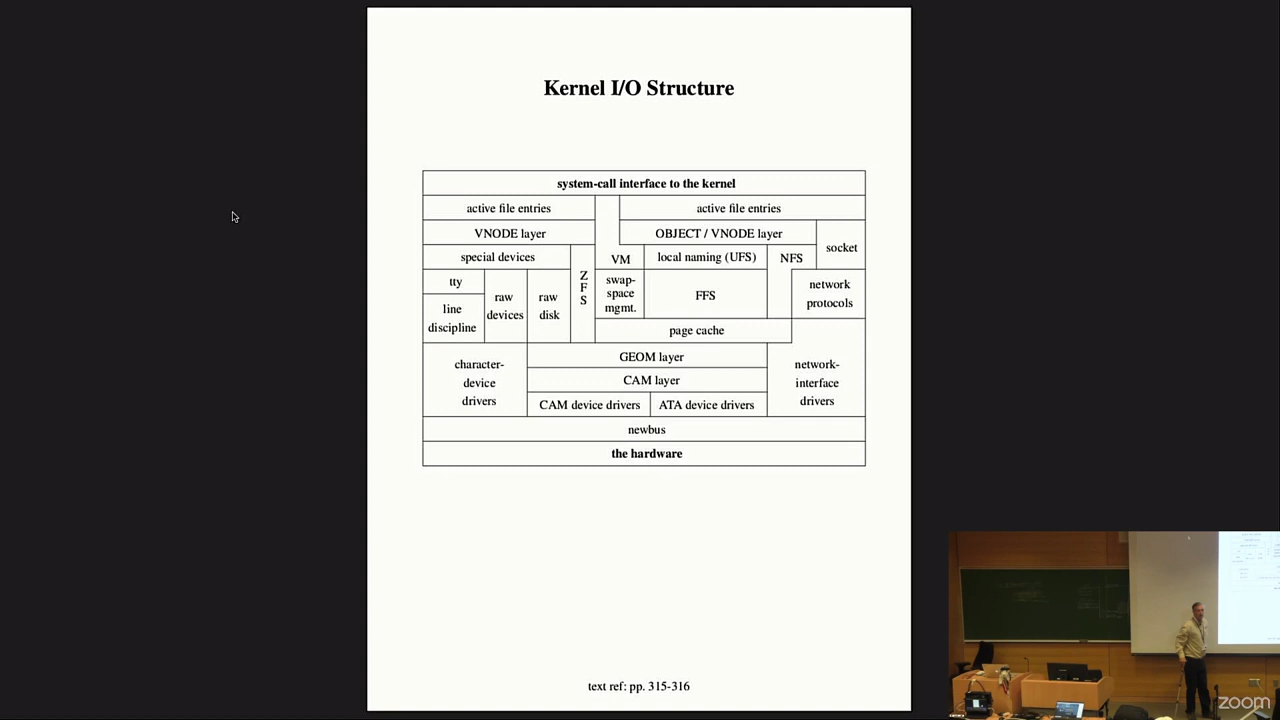 Kernel I/O Structure
system-call interface to the kernel
active file entries
active file entries
VNODE layer
OBJECT / VNODE layer
socket
special devices
Z
F
S
VM
local naming (UFS)
NFS
tty
raw
devices
raw
disk
swap-
space
mgmt.
FFS
network
protocols
line
discipline
page cache
character-
device
drivers
GEOM layer
CAM layer
CAM device drivers
ATA device drivers
network-
interface
drivers
newbus
the hardware
text ref: pp. 315-316
zoom